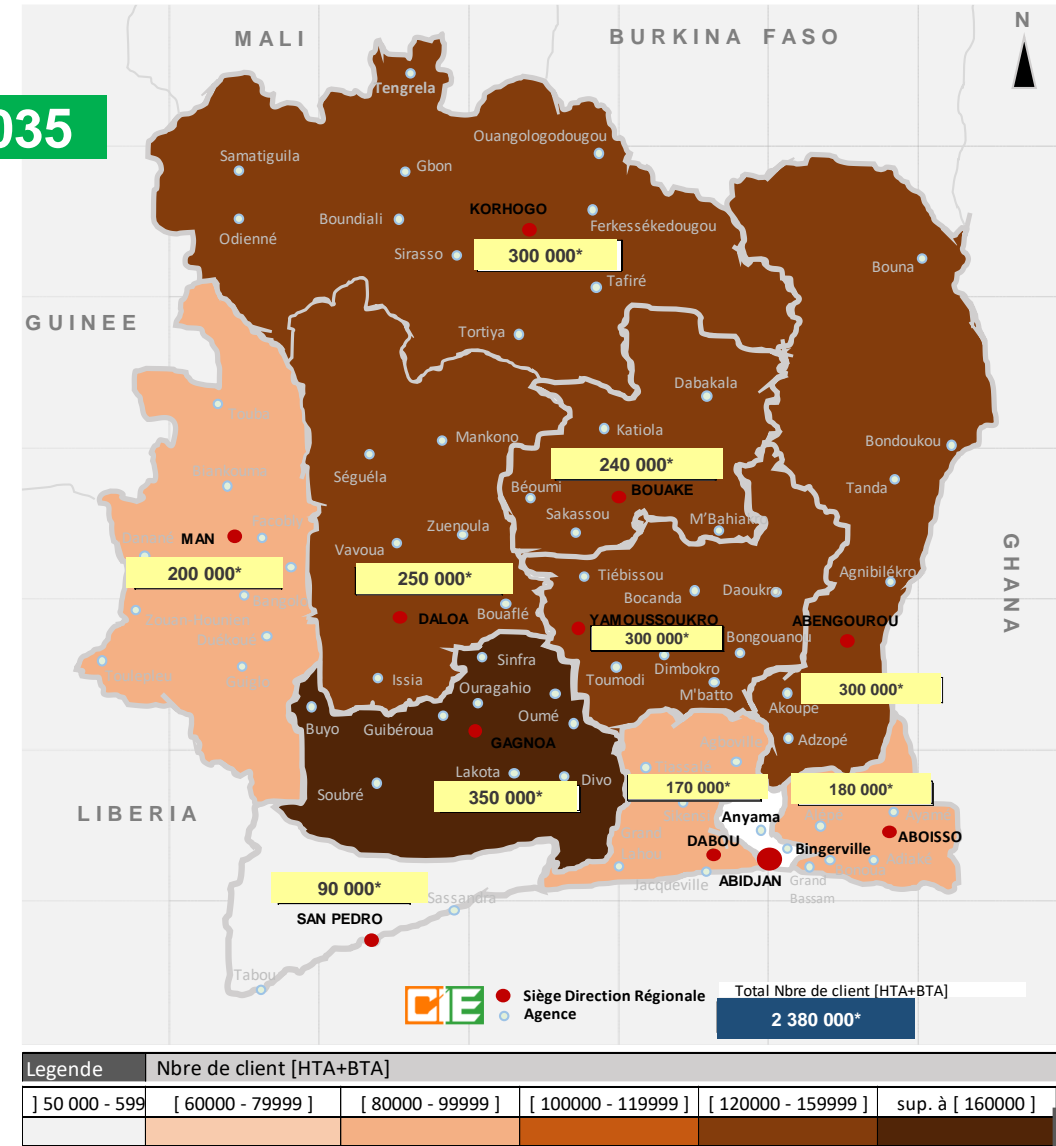 N
MALI
BURKINA FASO
035
Tengrela
Ouangologodougou
Samatiguila
Gbon
KORHOGO
Boundiali
Ferkessékedougou
Odienné
Sirasso
300 000*
Bouna
Tafiré
GUINEE
Tortiya
Dabakala
Katiola
Mankono
Bondoukou
Séguéla
240 000*
Béoumi
BOUAKE
Tanda
Sakassou
M'Bahiakro
Zuenoula
MAN
Vavoua
GHANA
200 000*
250 000*
Tiébissou
Agnibilékro
Bocanda
Daoukro
Bouaflé
DALOA
YAMOUSSOUKRO
ABENGOUROU
300 000*
Bongouanou
Sinfra
Dimbokro
Issia
Toumodi
M'batto
300 000*
Ouragahio
Akoupé
Buyo
Guibéroua
Oumé
GAGNOA
Adzopé
Lakota
Divo
Soubré
350 000*
170 000*
180 000*
LIBERIA
Anyama
DABOU
Bingerville
ABOISSO
Jacqueville
ABIDJAN
Grand
Bassam
90 000*
Sassandra
SAN PEDRO
Tabou
CIE
Siège Direction Régionale
Agence
Total Nbre de client [HTA+BTA]
2 380 000*
Legende
Nbre de client [HTA+BTA]
] 50 000 - 599
[ 60000 - 79999 ]
[ 80000 - 99999 ]
[ 100000 - 119999 ]
[ 120000 - 159999 ]
sup. à [ 160000 ]